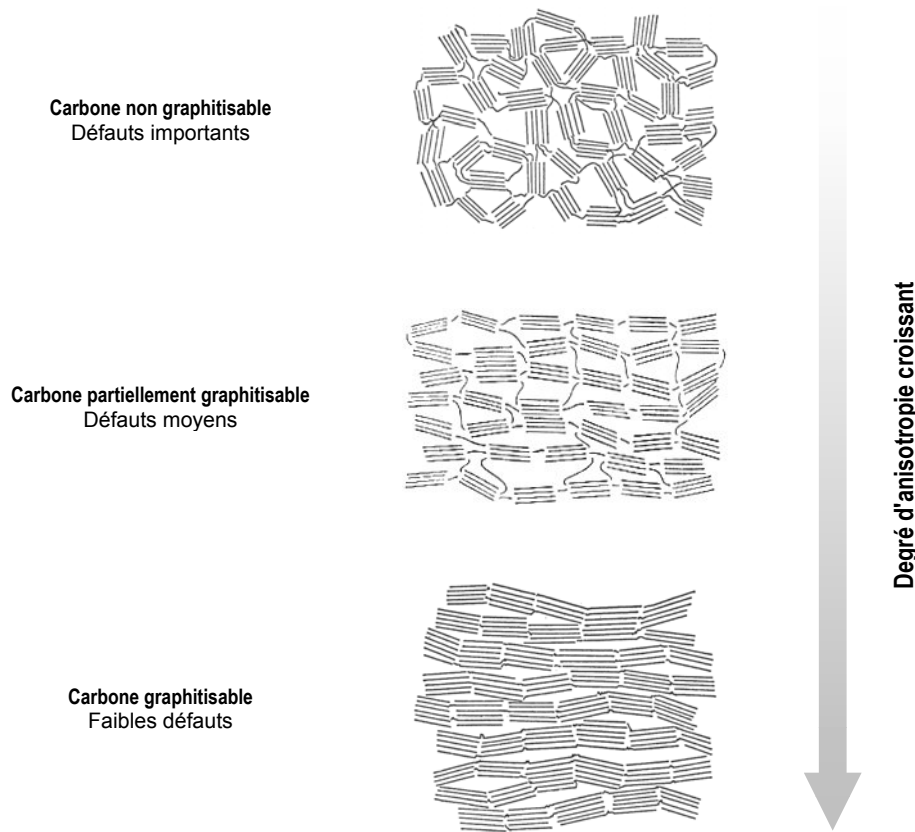 Carbone non graphitisable
Défauts importants
Carbone partiellement graphitisable
Défauts moyens
Carbone graphitisable
Faibles défauts
Degré d'anisotropie croissant